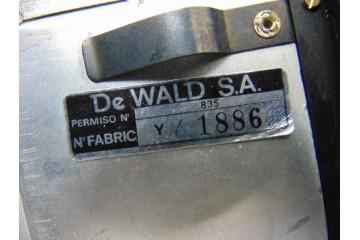 De WALD S.A.
PERMISO Nº 835
Nº FABRIC. Y 1886